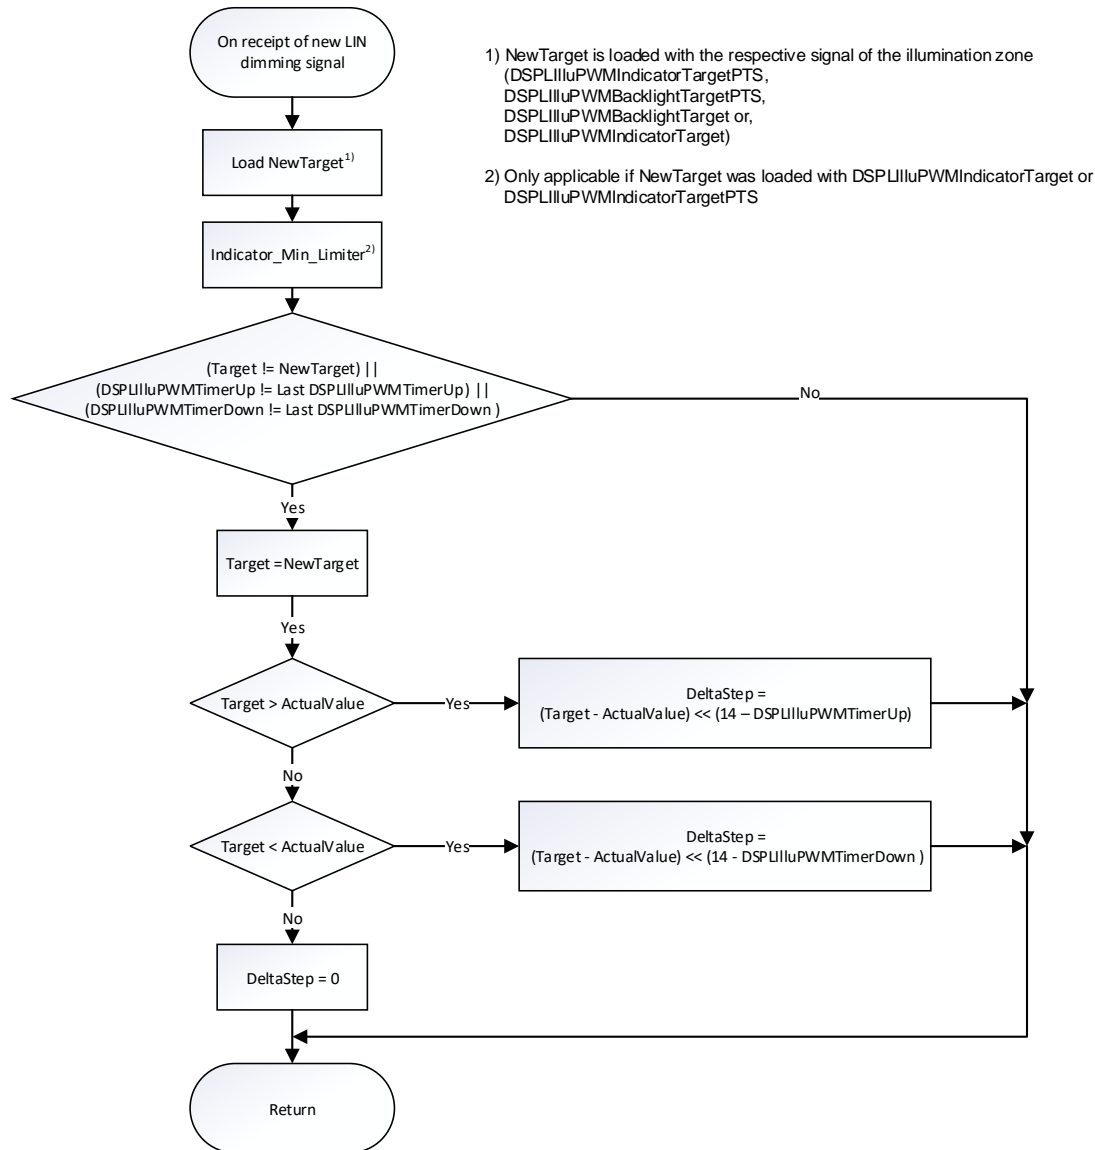 On receipt of new LIN
dimming signal
1) NewTarget is loaded with the respective signal of the illumination zone
(DSPLIlluPWMIndicatorTargetPTS,
DSPLIlluPWMBacklightTargetPTS,
DSPLIlluPWMBacklightTarget or,
DSPLIlluPWMIndicatorTarget)
Load NewTarget1)
2) Only applicable if NewTarget was loaded with DSPLIlluPWMIndicatorTarget or
DSPLIlluPWMIndicatorTargetPTS
Indicator_Min_Limiter2)
(Target != NewTarget) ||
(DSPLIlluPWMTimerUp != Last DSPLIlluPWMTimerUp) ||
(DSPLIlluPWMTimerDown != Last DSPLIlluPWMTimerDown )
No
Yes
Target =NewTarget
Yes
Target > ActualValue
Yes
DeltaStep =
(Target - ActualValue) << (14 – DSPLIlluPWMTimerUp)
No
Target < ActualValue
Yes
DeltaStep =
(Target - ActualValue) << (14 - DSPLIlluPWMTimerDown )
No
DeltaStep = 0
Return